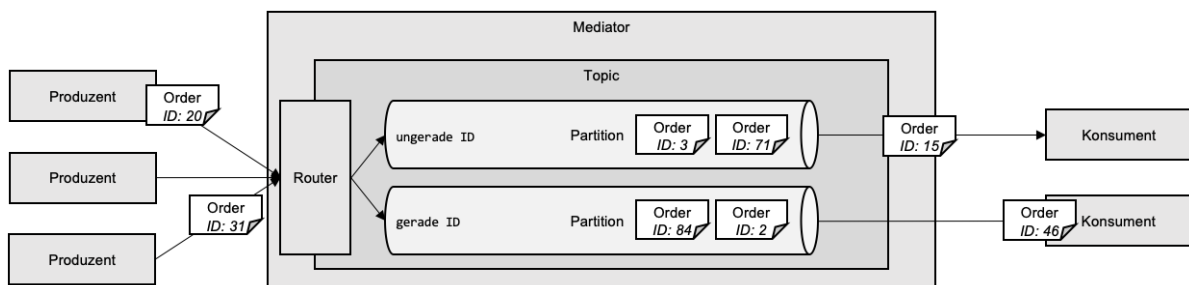 Mediator
Topic
Produzent
Order
ID: 20
Produzent
Order
ID: 31
Produzent
Router
ungerade ID
Partition
Order
ID: 3
Order
ID: 71
gerade ID
Partition
Order
ID: 84
Order
ID: 2
Order
ID: 15
Konsument
Order
ID: 46
Konsument